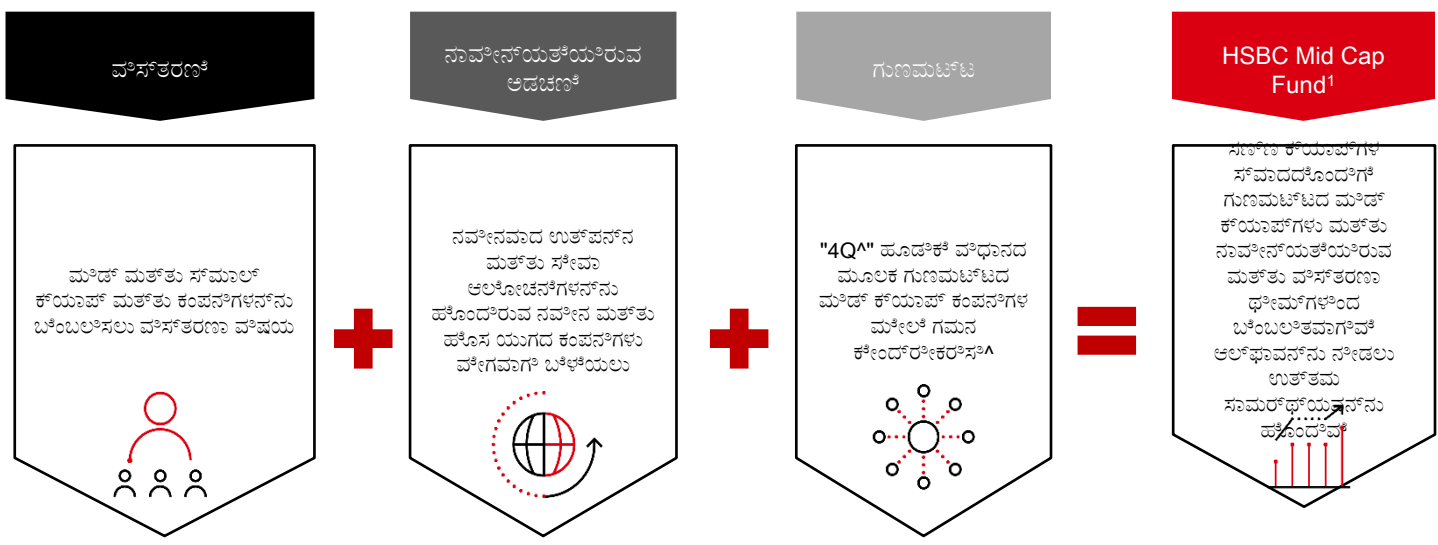 ವಿಸ್ತರಣೆ
ನಾವೀನ್ಯತೆಯಿರುವ
ಅಡಚಣೆ
ಗುಣಮಟ್ಟ
HSBC Mid Cap
Fund¹
ಮಿಡ್ ಮತ್ತು ಸ್ಮಾಲ್
ಕ್ಯಾಪ್ ಮತ್ತು ಕಂಪನಿಗಳನ್ನು
ಬೆಂಬಲಿಸಲು ವಿಸ್ತರಣಾ ವಿಷಯ
ನವೀನವಾದ ಉತ್ಪನ್ನ
ಮತ್ತು ಸೇವಾ
ಆಲೋಚನೆಗಳನ್ನು
ಹೊಂದಿರುವ ನವೀನ ಮತ್ತು
ಹೊಸ ಯುಗದ ಕಂಪನಿಗಳು
ವೇಗವಾಗಿ ಬೆಳೆಯಲು
"4Q^" ಹೂಡಿಕೆ ವಿಧಾನದ
ಮೂಲಕ ಗುಣಮಟ್ಟದ
ಮಿಡ್ ಕ್ಯಾಪ್ ಕಂಪನಿಗಳ
ಮೇಲೆ ಗಮನ
ಕೇಂದ್ರೀಕರಿಸಿ^
ಸಣ್ಣ ಕ್ಯಾಪ್‌ಗಳ
ಸ್ವಾದದೊಂದಿಗೆ
ಗುಣಮಟ್ಟದ ಮಿಡ್
ಕ್ಯಾಪ್‌ಗಳು ಮತ್ತು
ನಾವೀನ್ಯತೆಯಿರುವ
ಮತ್ತು ವಿಸ್ತರಣಾ
ಥೀಮ್‌ಗಳಿಂದ
ಬೆಂಬಲಿತವಾಗಿವೆ
ಆಲ್ಫಾವನ್ನು ನೀಡಲು
ಉತ್ತಮ
ಸಾಮರ್ಥ್ಯವನ್ನು
ಹೊಂದಿವೆ